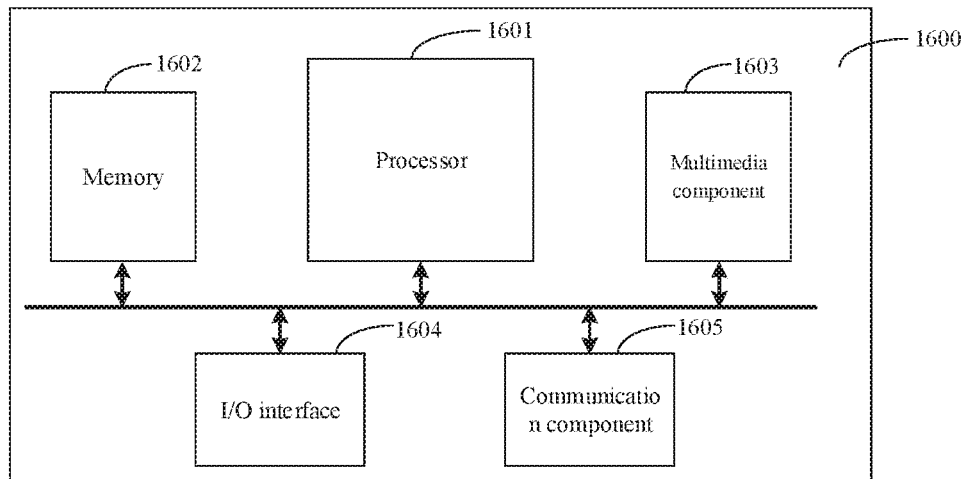 1601
1602
1603
1600
Memory
Processor
Multimedia
component
1604
1605
I/O interface
Communicatio
n component